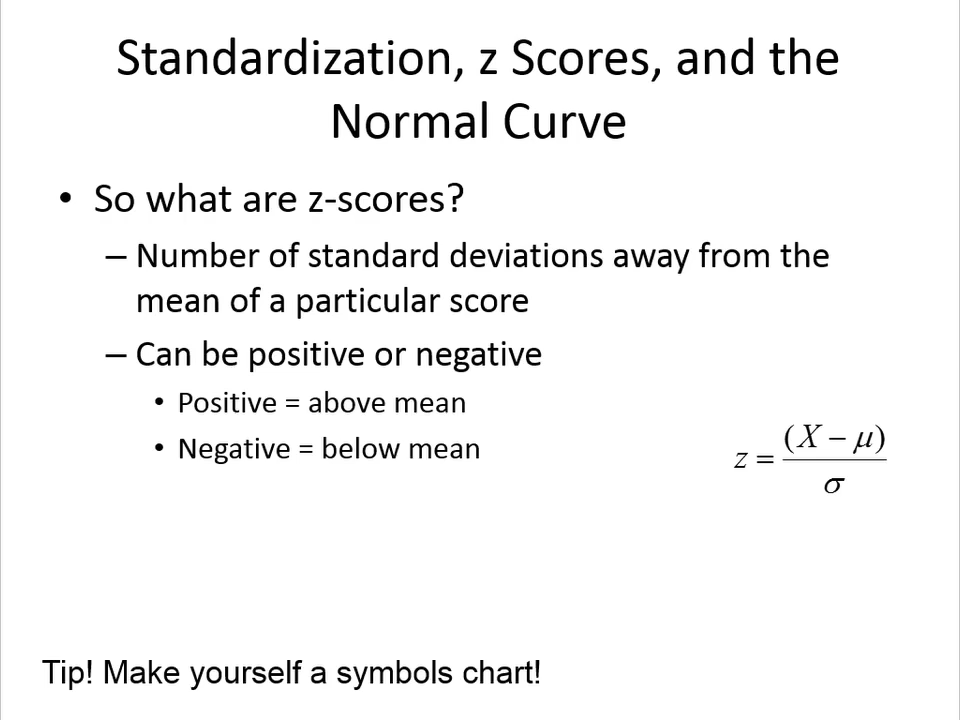 Standardization, z Scores, and the
Normal Curve
• So what are z-scores?
– Number of standard deviations away from the
mean of a particular score
– Can be positive or negative
• Positive = above mean
• Negative = below mean
z = (X − μ) / σ
Tip! Make yourself a symbols chart!